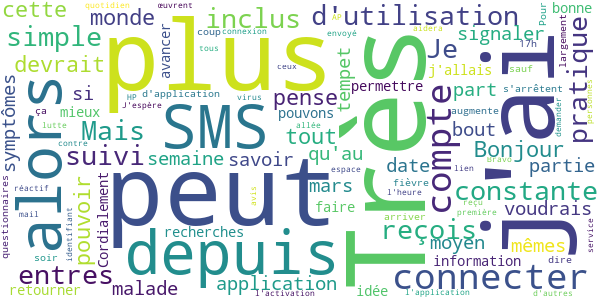 cette
quotidien
œuvrent
monde
inclus
d'utilisation
AP
Pour
bonne
simple
avancer
coup
connexion
envoyé
aidera
Je
signaler
17h
largement
devrait
plus
tous
ceux
tempet
j'allais
sauf
pratique
symptômes
si
HP
d'application
virus
pense
permettre
part
s'arrêtent
personnes
ça
mieux
J'espère
pouvons
Très
compte
augmente
demander
j'ai
alors
Mais
SMS
allée
tout
bout
Bonjour
lutte
contre
suivi
semaine
savoir
qu'au
date
Bravo
partie
questionnaires
réactif
pouvoir
Cordialement
peut
avis
espace
mars
fièvre
l'heure
lien
constante
mail
identifiant
faire
reçu
première
voudrais
soir
depuis
recherches
reçois
arriver
moyen
mêmes
service
entres
information
dire
retourner
malade
application
l'activation
idée
connecter
l'application
d'autres